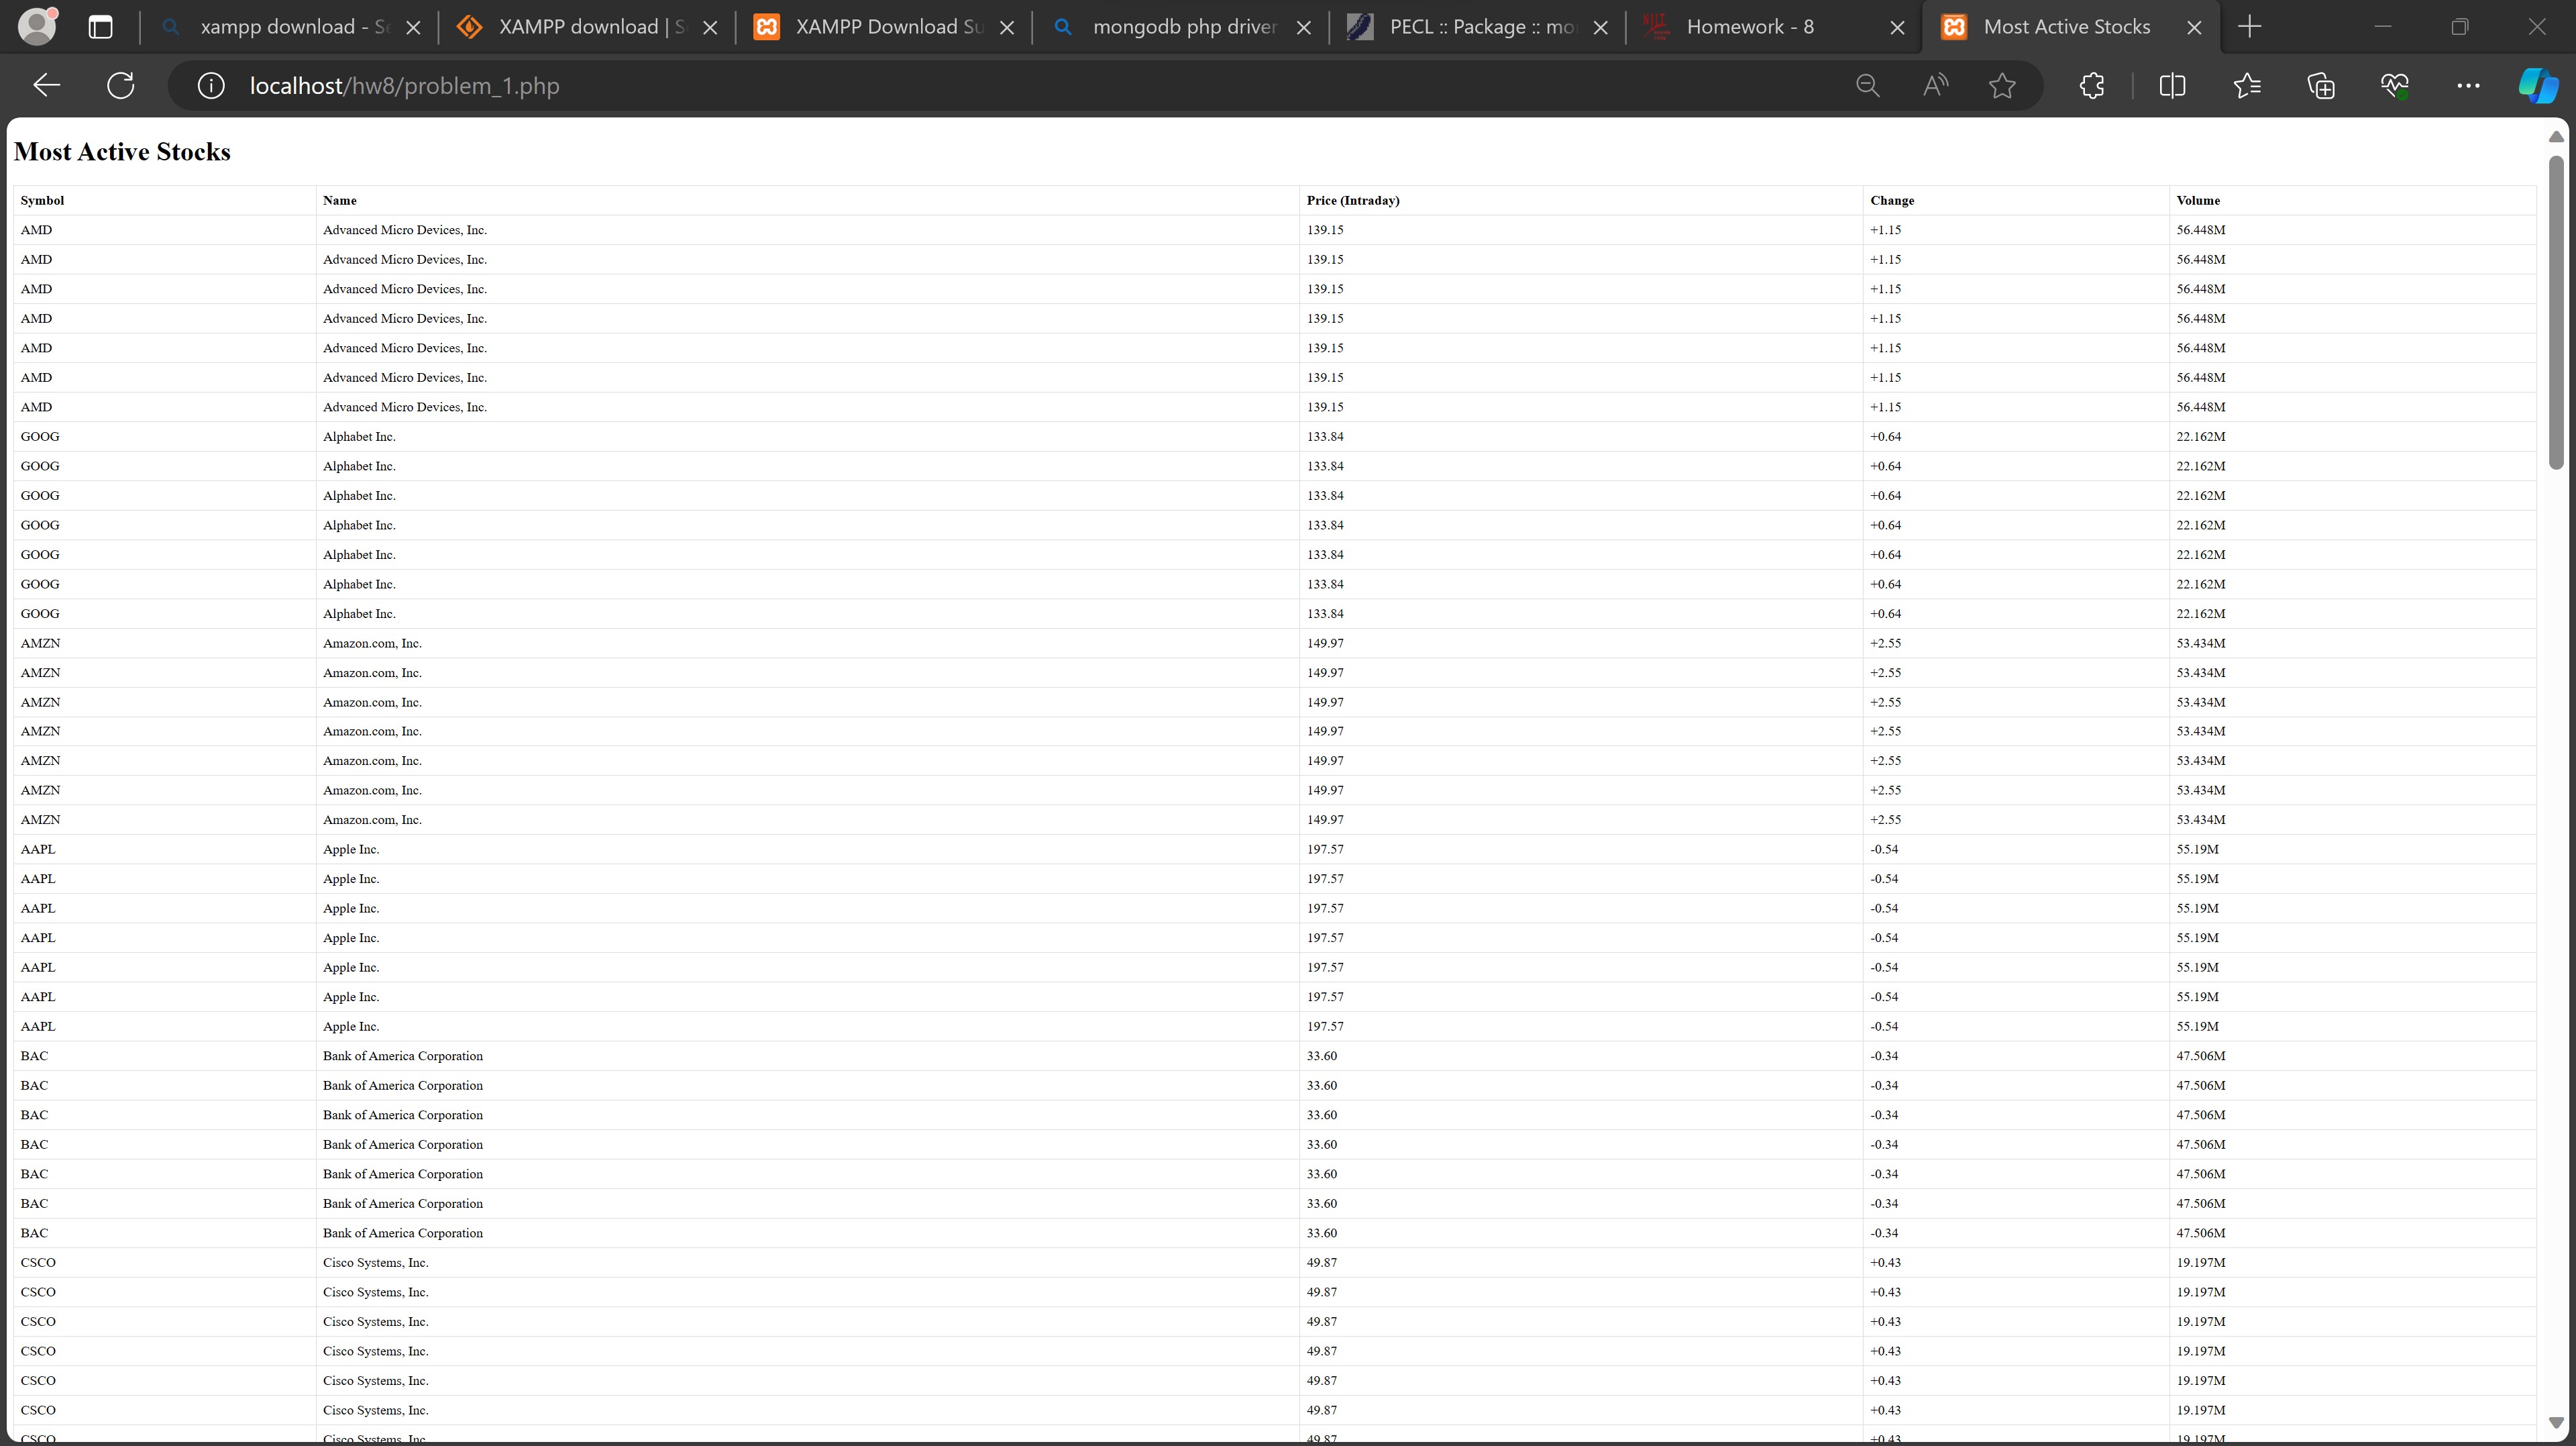 xampp download - Se
XAMPP download | S
XAMPP Download Su
mongodb php driver
PECL :: Package :: mo
Homework - 8
Most Active Stocks
localhost/hw8/problem_1.php
Most Active Stocks
Symbol Name Price (Intraday) Change Volume
AMD Advanced Micro Devices, Inc. 139.15 +1.15 56.448M
AMD Advanced Micro Devices, Inc. 139.15 +1.15 56.448M
AMD Advanced Micro Devices, Inc. 139.15 +1.15 56.448M
AMD Advanced Micro Devices, Inc. 139.15 +1.15 56.448M
AMD Advanced Micro Devices, Inc. 139.15 +1.15 56.448M
AMD Advanced Micro Devices, Inc. 139.15 +1.15 56.448M
AMD Advanced Micro Devices, Inc. 139.15 +1.15 56.448M
GOOG Alphabet Inc. 133.84 +0.64 22.162M
GOOG Alphabet Inc. 133.84 +0.64 22.162M
GOOG Alphabet Inc. 133.84 +0.64 22.162M
GOOG Alphabet Inc. 133.84 +0.64 22.162M
GOOG Alphabet Inc. 133.84 +0.64 22.162M
GOOG Alphabet Inc. 133.84 +0.64 22.162M
GOOG Alphabet Inc. 133.84 +0.64 22.162M
AMZN Amazon.com, Inc. 149.97 +2.55 53.434M
AMZN Amazon.com, Inc. 149.97 +2.55 53.434M
AMZN Amazon.com, Inc. 149.97 +2.55 53.434M
AMZN Amazon.com, Inc. 149.97 +2.55 53.434M
AMZN Amazon.com, Inc. 149.97 +2.55 53.434M
AMZN Amazon.com, Inc. 149.97 +2.55 53.434M
AMZN Amazon.com, Inc. 149.97 +2.55 53.434M
AAPL Apple Inc. 197.57 -0.54 55.19M
AAPL Apple Inc. 197.57 -0.54 55.19M
AAPL Apple Inc. 197.57 -0.54 55.19M
AAPL Apple Inc. 197.57 -0.54 55.19M
AAPL Apple Inc. 197.57 -0.54 55.19M
AAPL Apple Inc. 197.57 -0.54 55.19M
AAPL Apple Inc. 197.57 -0.54 55.19M
BAC Bank of America Corporation 33.60 -0.34 47.506M
BAC Bank of America Corporation 33.60 -0.34 47.506M
BAC Bank of America Corporation 33.60 -0.34 47.506M
BAC Bank of America Corporation 33.60 -0.34 47.506M
BAC Bank of America Corporation 33.60 -0.34 47.506M
BAC Bank of America Corporation 33.60 -0.34 47.506M
BAC Bank of America Corporation 33.60 -0.34 47.506M
CSCO Cisco Systems, Inc. 49.87 +0.43 19.197M
CSCO Cisco Systems, Inc. 49.87 +0.43 19.197M
CSCO Cisco Systems, Inc. 49.87 +0.43 19.197M
CSCO Cisco Systems, Inc. 49.87 +0.43 19.197M
CSCO Cisco Systems, Inc. 49.87 +0.43 19.197M
CSCO Cisco Systems, Inc. 49.87 +0.43 19.197M
CSCO Cisco Systems, Inc. 49.87 +0.43 19.197M